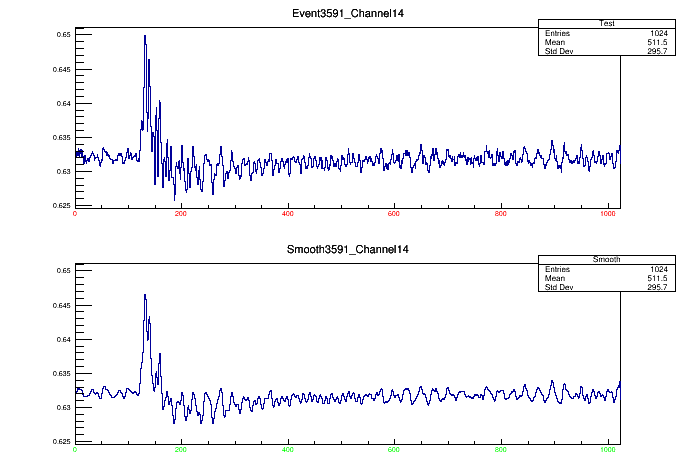 Event3591_Channel14
Test
Entries 1024
Mean 511.5
Std Dev 295.7
0.65
0.645
0.64
0.635
0.63
0.625
0 200 400 600 800 1000
Smooth3591_Channel14
Smooth
Entries 1024
Mean 511.5
Std Dev 295.7
0.65
0.645
0.64
0.635
0.63
0.625
0 200 400 600 800 1000